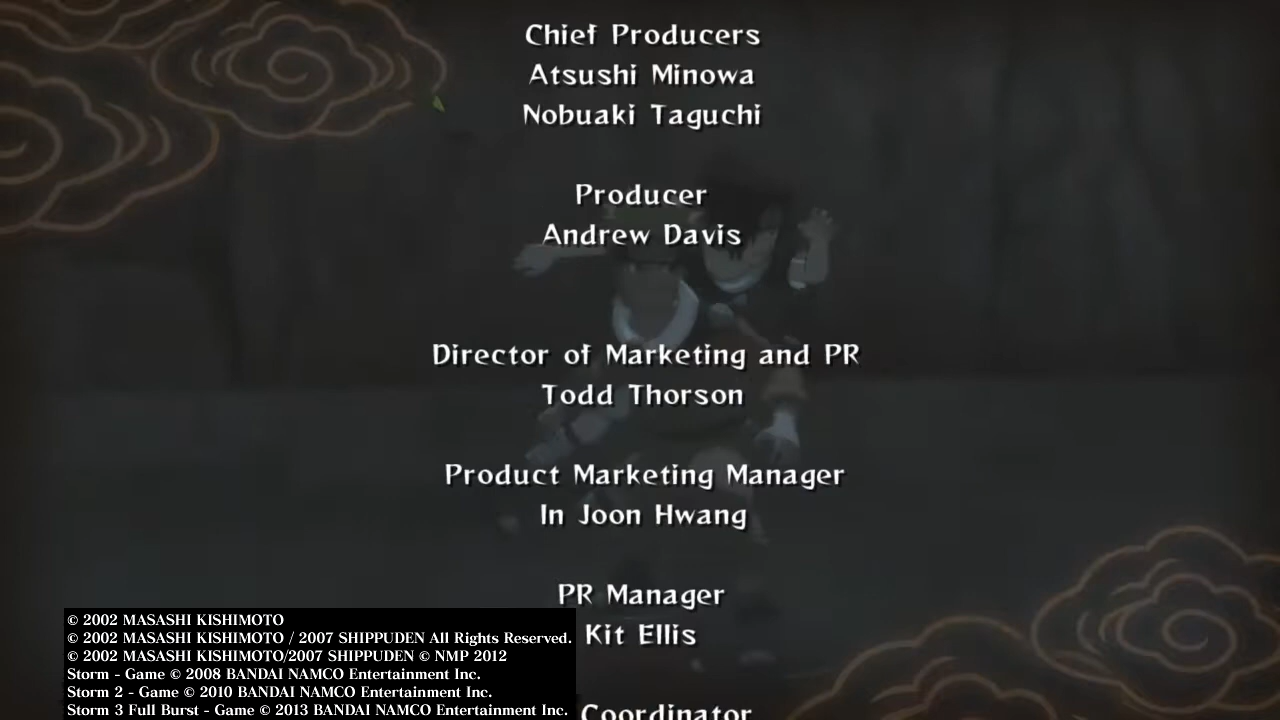 Chief Producers
Atsushi Minowa
Nobuaki Taguchi
Producer
Andrew Davis
Director of Marketing and PR
Todd Thorson
Product Marketing Manager
In Joon Hwang
PR Manager
Kit Ellis
Coordinator
© 2002 MASASHI KISHIMOTO
© 2002 MASASHI KISHIMOTO / 2007 SHIPPUDEN All Rights Reserved.
© 2002 MASASHI KISHIMOTO/2007 SHIPPUDEN © NMP 2012
Storm - Game © 2008 BANDAI NAMCO Entertainment Inc.
Storm 2 - Game © 2010 BANDAI NAMCO Entertainment Inc.
Storm 3 Full Burst - Game © 2013 BANDAI NAMCO Entertainment Inc.